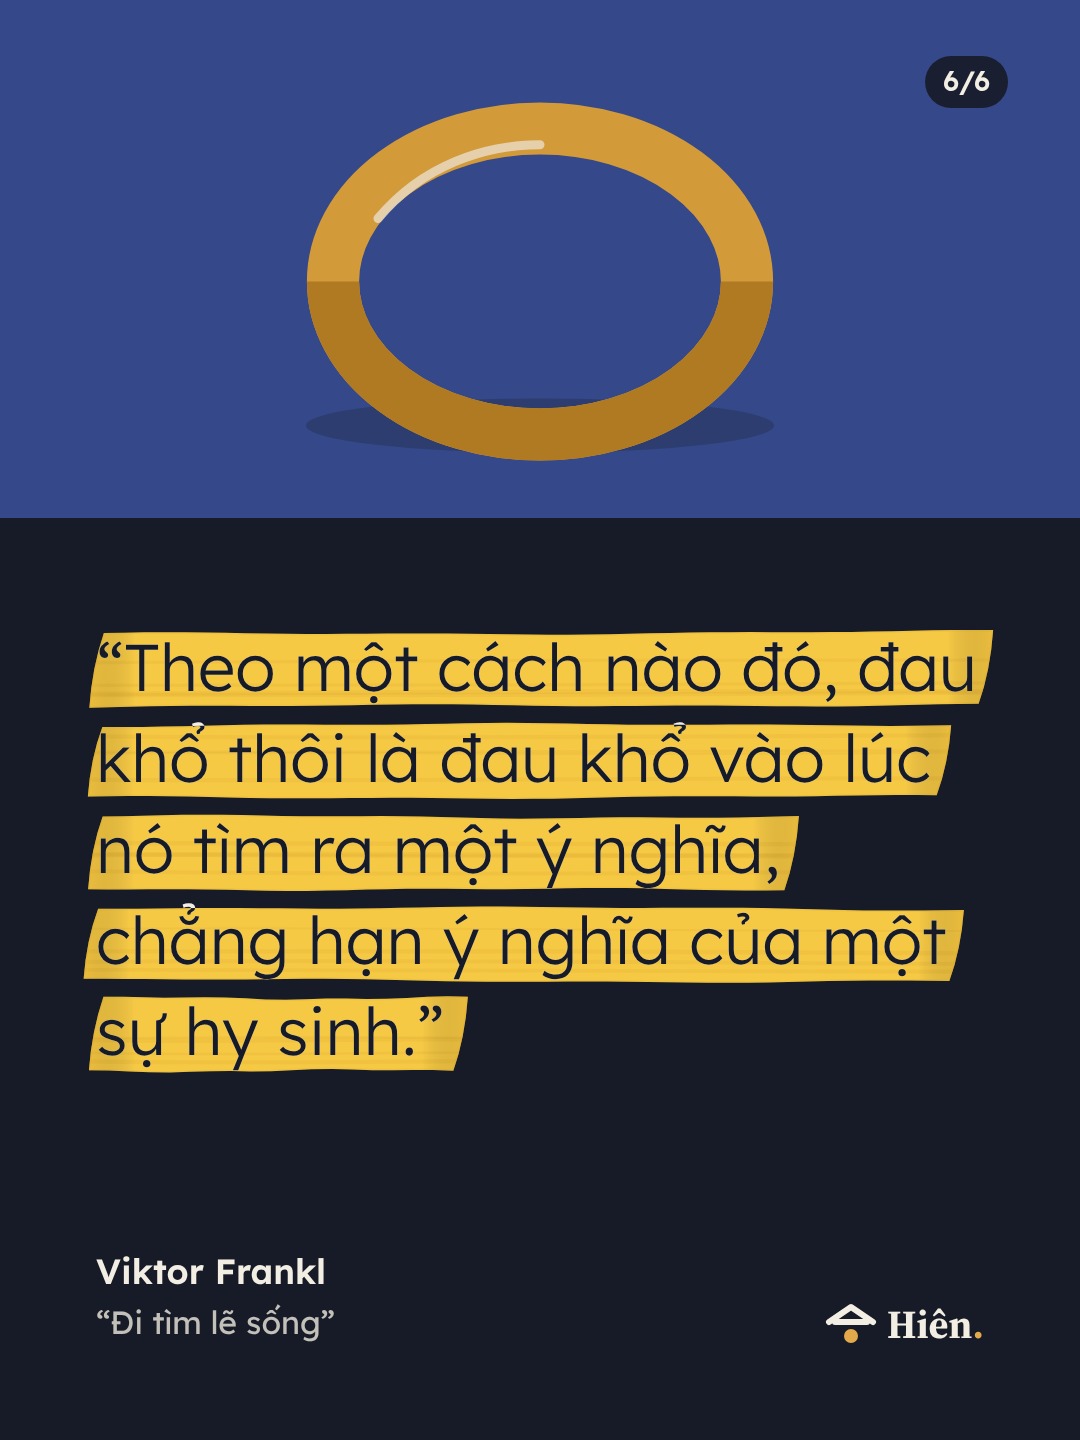 6/6
“Theo một cách nào đó, đau
khổ thôi là đau khổ vào lúc
nó tìm ra một ý nghĩa,
chẳng hạn ý nghĩa của một
sự hy sinh.”
Viktor Frankl
“Đi tìm lẽ sống”
Hiên.